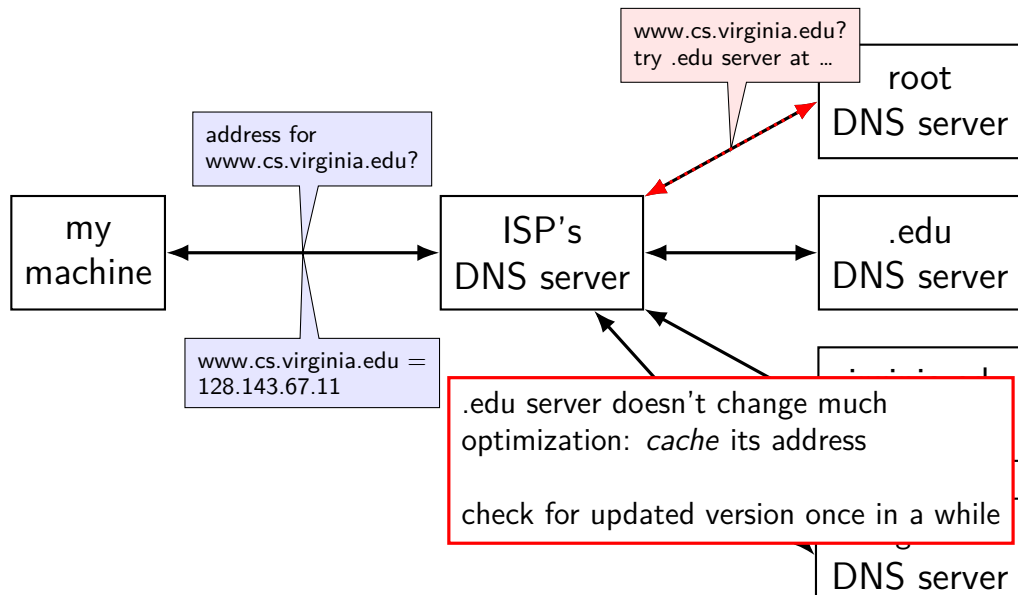 www.cs.virginia.edu?
try .edu server at ...
root
DNS server
address for
www.cs.virginia.edu?
my
machine
ISP's
DNS server
.edu
DNS server
www.cs.virginia.edu =
128.143.67.11
.edu server doesn't change much
optimization: cache its address
check for updated version once in a while
DNS server